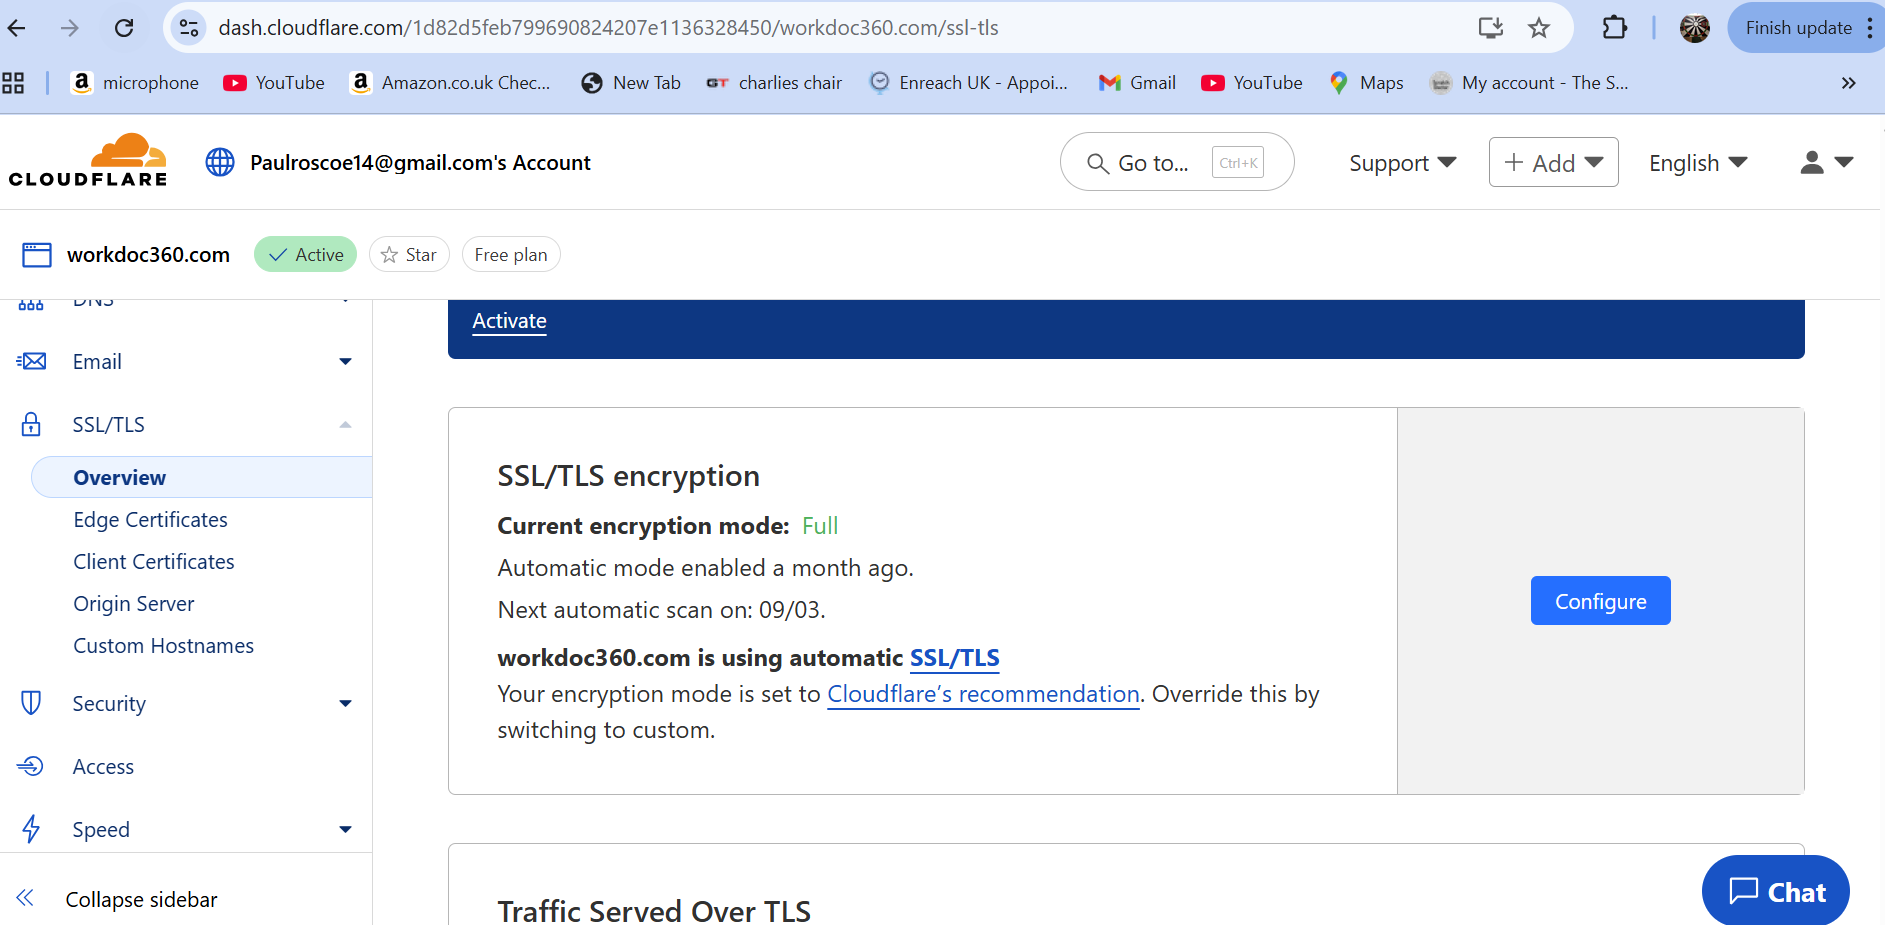 dash.cloudflare.com/1d82d5feb799690824207e1136328450/workdoc360.com/ssl-tls
Finish update
microphone
YouTube
Amazon.co.uk Chec...
New Tab
GT charlies chair
Enreach UK - Appoi...
Gmail
YouTube
Maps
My account - The S...
CLOUDFLARE
Paulroscoe14@gmail.com's Account
Go to...
Ctrl+K
Support
+ Add
English
workdoc360.com
Active
Star
Free plan
DNS
Email
SSL/TLS
Overview
Edge Certificates
Client Certificates
Origin Server
Custom Hostnames
Security
Access
Speed
Collapse sidebar
Activate
SSL/TLS encryption
Current encryption mode: Full
Automatic mode enabled a month ago.
Next automatic scan on: 09/03.
workdoc360.com is using automatic SSL/TLS
Your encryption mode is set to Cloudflare’s recommendation. Override this by
switching to custom.
Configure
Traffic Served Over TLS
Chat